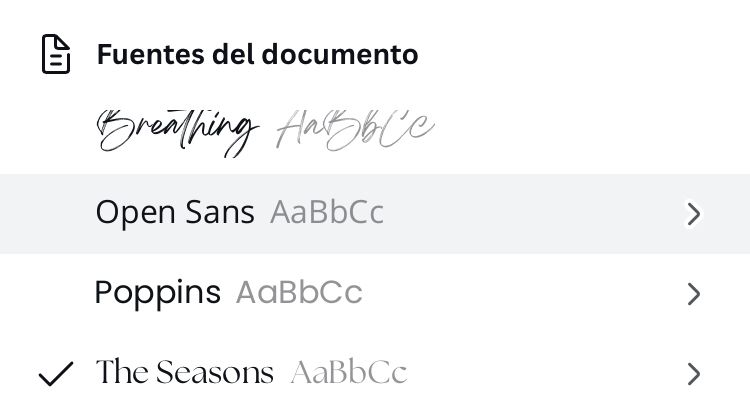 Fuentes del documento
Breathing AaBbCc
Open Sans AaBbCc
Poppins AaBbCc
The Seasons AaBbCc